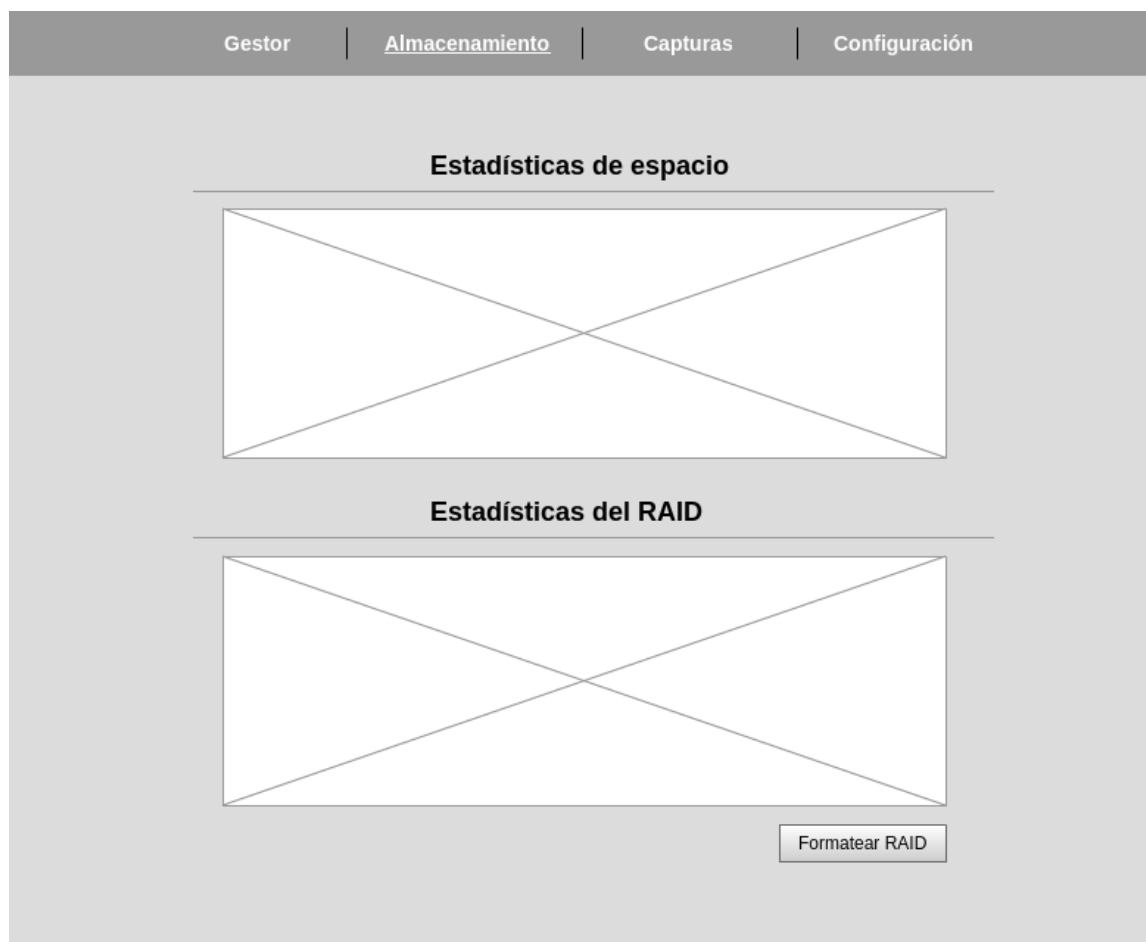 Gestor Almacenamiento Capturas Configuración
Estadísticas de espacio
Estadísticas del RAID
Formatear RAID